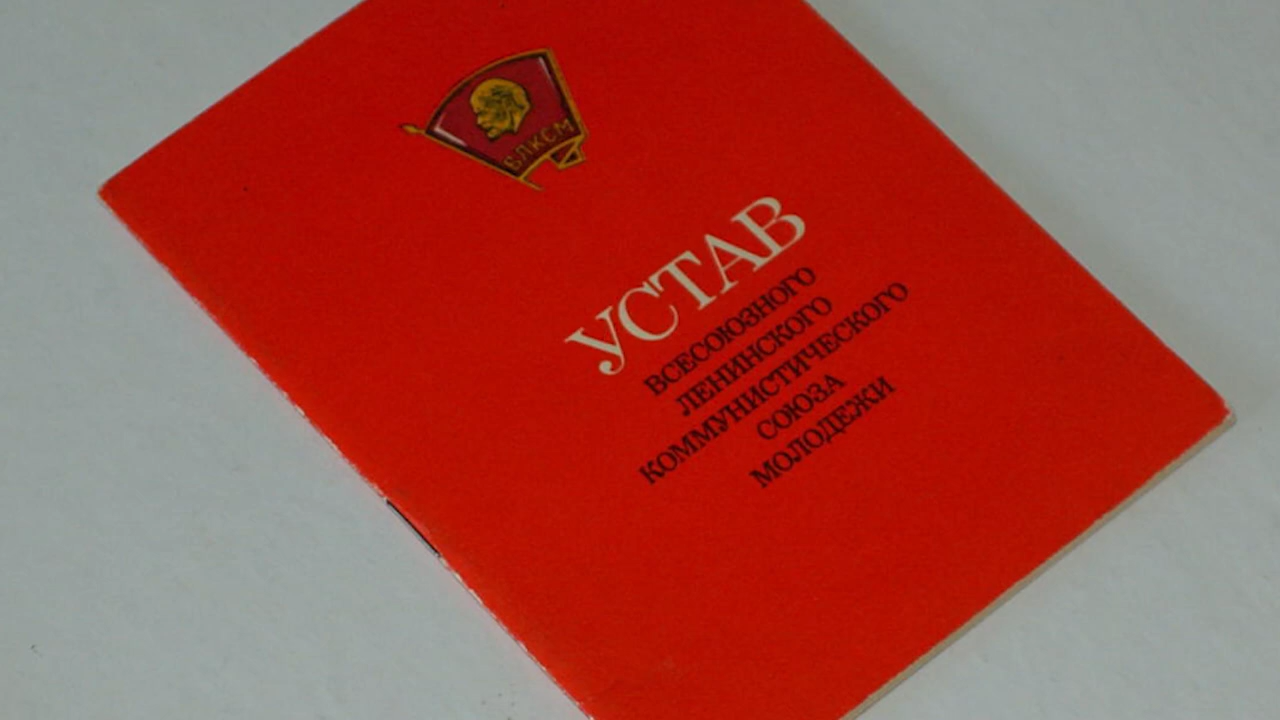 ВЛКСМ
УСТАВ
ВСЕСОЮЗНОГО
ЛЕНИНСКОГО
КОММУНИСТИЧЕСКОГО
СОЮЗА
МОЛОДЕЖИ